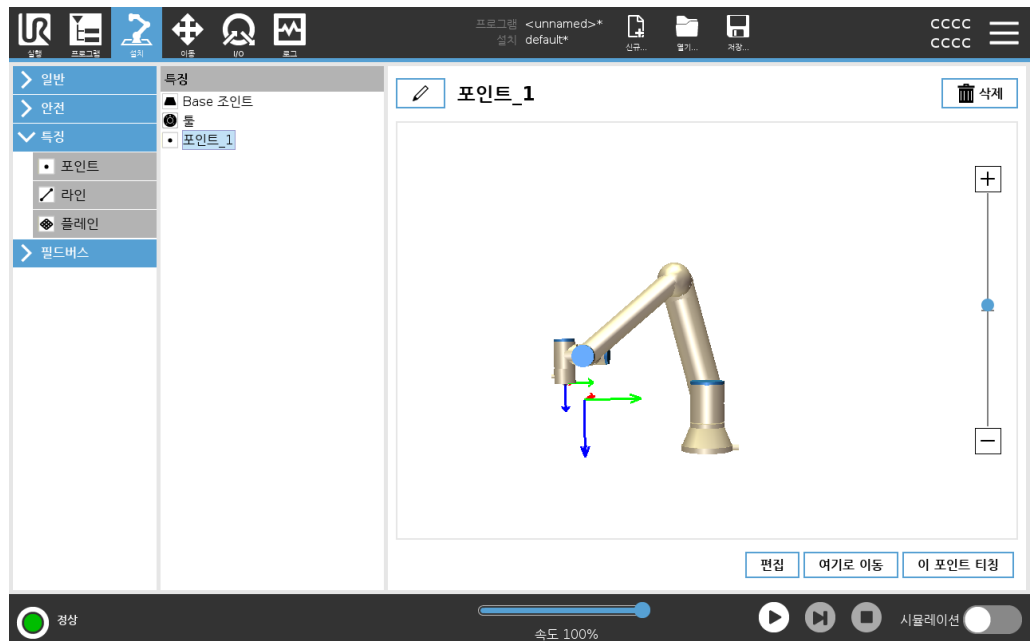 UR
프로그램 <unnamed>*
설치 default*
CCCC
CCCC
실행 프로그램 설치 이동 I/O 로그 신규... 열기... 저장...
일반
안전
특징
포인트
라인
플레인
필드버스
특징
Base 조인트
툴
포인트_1
포인트_1
삭제
편집 여기로 이동 이 포인트 티칭
정상
속도 100%
시뮬레이션